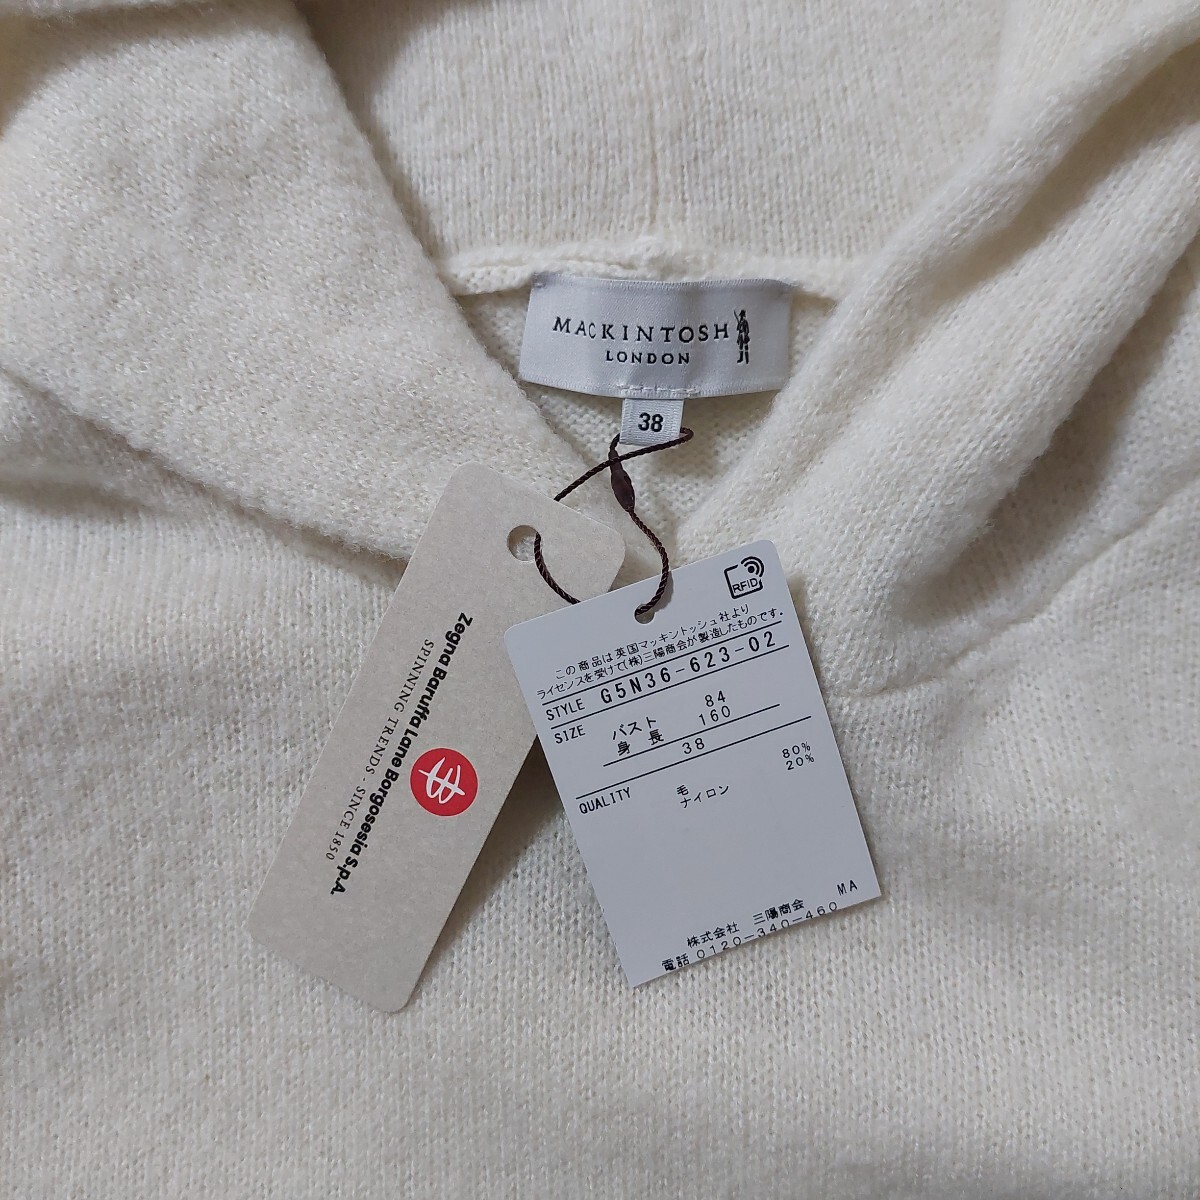 MACKINTOSH
LONDON
38
Zegna Baruffa Lane Borgosesia S.p.A.
SPINNING TRENDS - SINCE 1850
RFID
この商品は英国マッキントッシュ社より
ライセンスを受けて(株)三陽商会が製造したものです。
STYLE G5N36-623-02
SIZE バスト 84
身長 160
38
QUALITY 毛 80%
ナイロン 20%
MA
株式会社 三陽商会
電話 0120-340-460